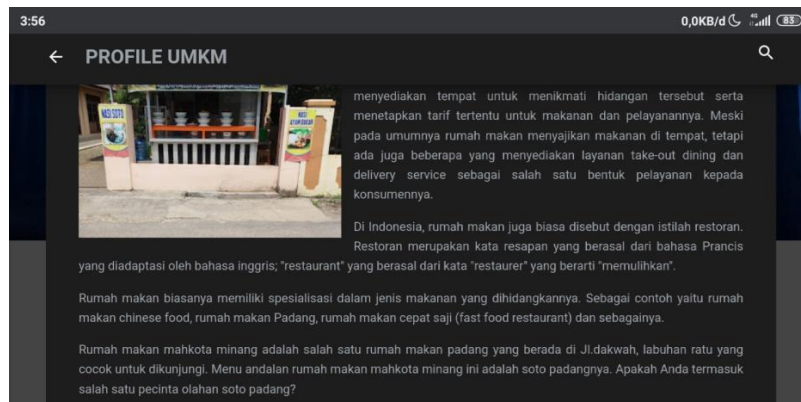 3:56
0,0KB/d
4G
83
PROFILE UMKM
NASI SOTO
NASI
AYAM BAKAR
menyediakan tempat untuk menikmati hidangan tersebut serta
menetapkan tarif tertentu untuk makanan dan pelayanannya. Meski
pada umumnya rumah makan menyajikan makanan di tempat, tetapi
ada juga beberapa yang menyediakan layanan take-out dining dan
delivery service sebagai salah satu bentuk pelayanan kepada
konsumennya.
Di Indonesia, rumah makan juga biasa disebut dengan istilah restoran.
Restoran merupakan kata resapan yang berasal dari bahasa Prancis
yang diadaptasi oleh bahasa inggris; "restaurant" yang berasal dari kata "restaurer" yang berarti "memulihkan".
Rumah makan biasanya memiliki spesialisasi dalam jenis makanan yang dihidangkannya. Sebagai contoh yaitu rumah
makan chinese food, rumah makan Padang, rumah makan cepat saji (fast food restaurant) dan sebagainya.
Rumah makan mahkota minang adalah salah satu rumah makan padang yang berada di Jl.dakwah, labuhan ratu yang
cocok untuk dikunjungi. Menu andalan rumah makan mahkota minang ini adalah soto padangnya. Apakah Anda termasuk
salah satu pecinta olahan soto padang?